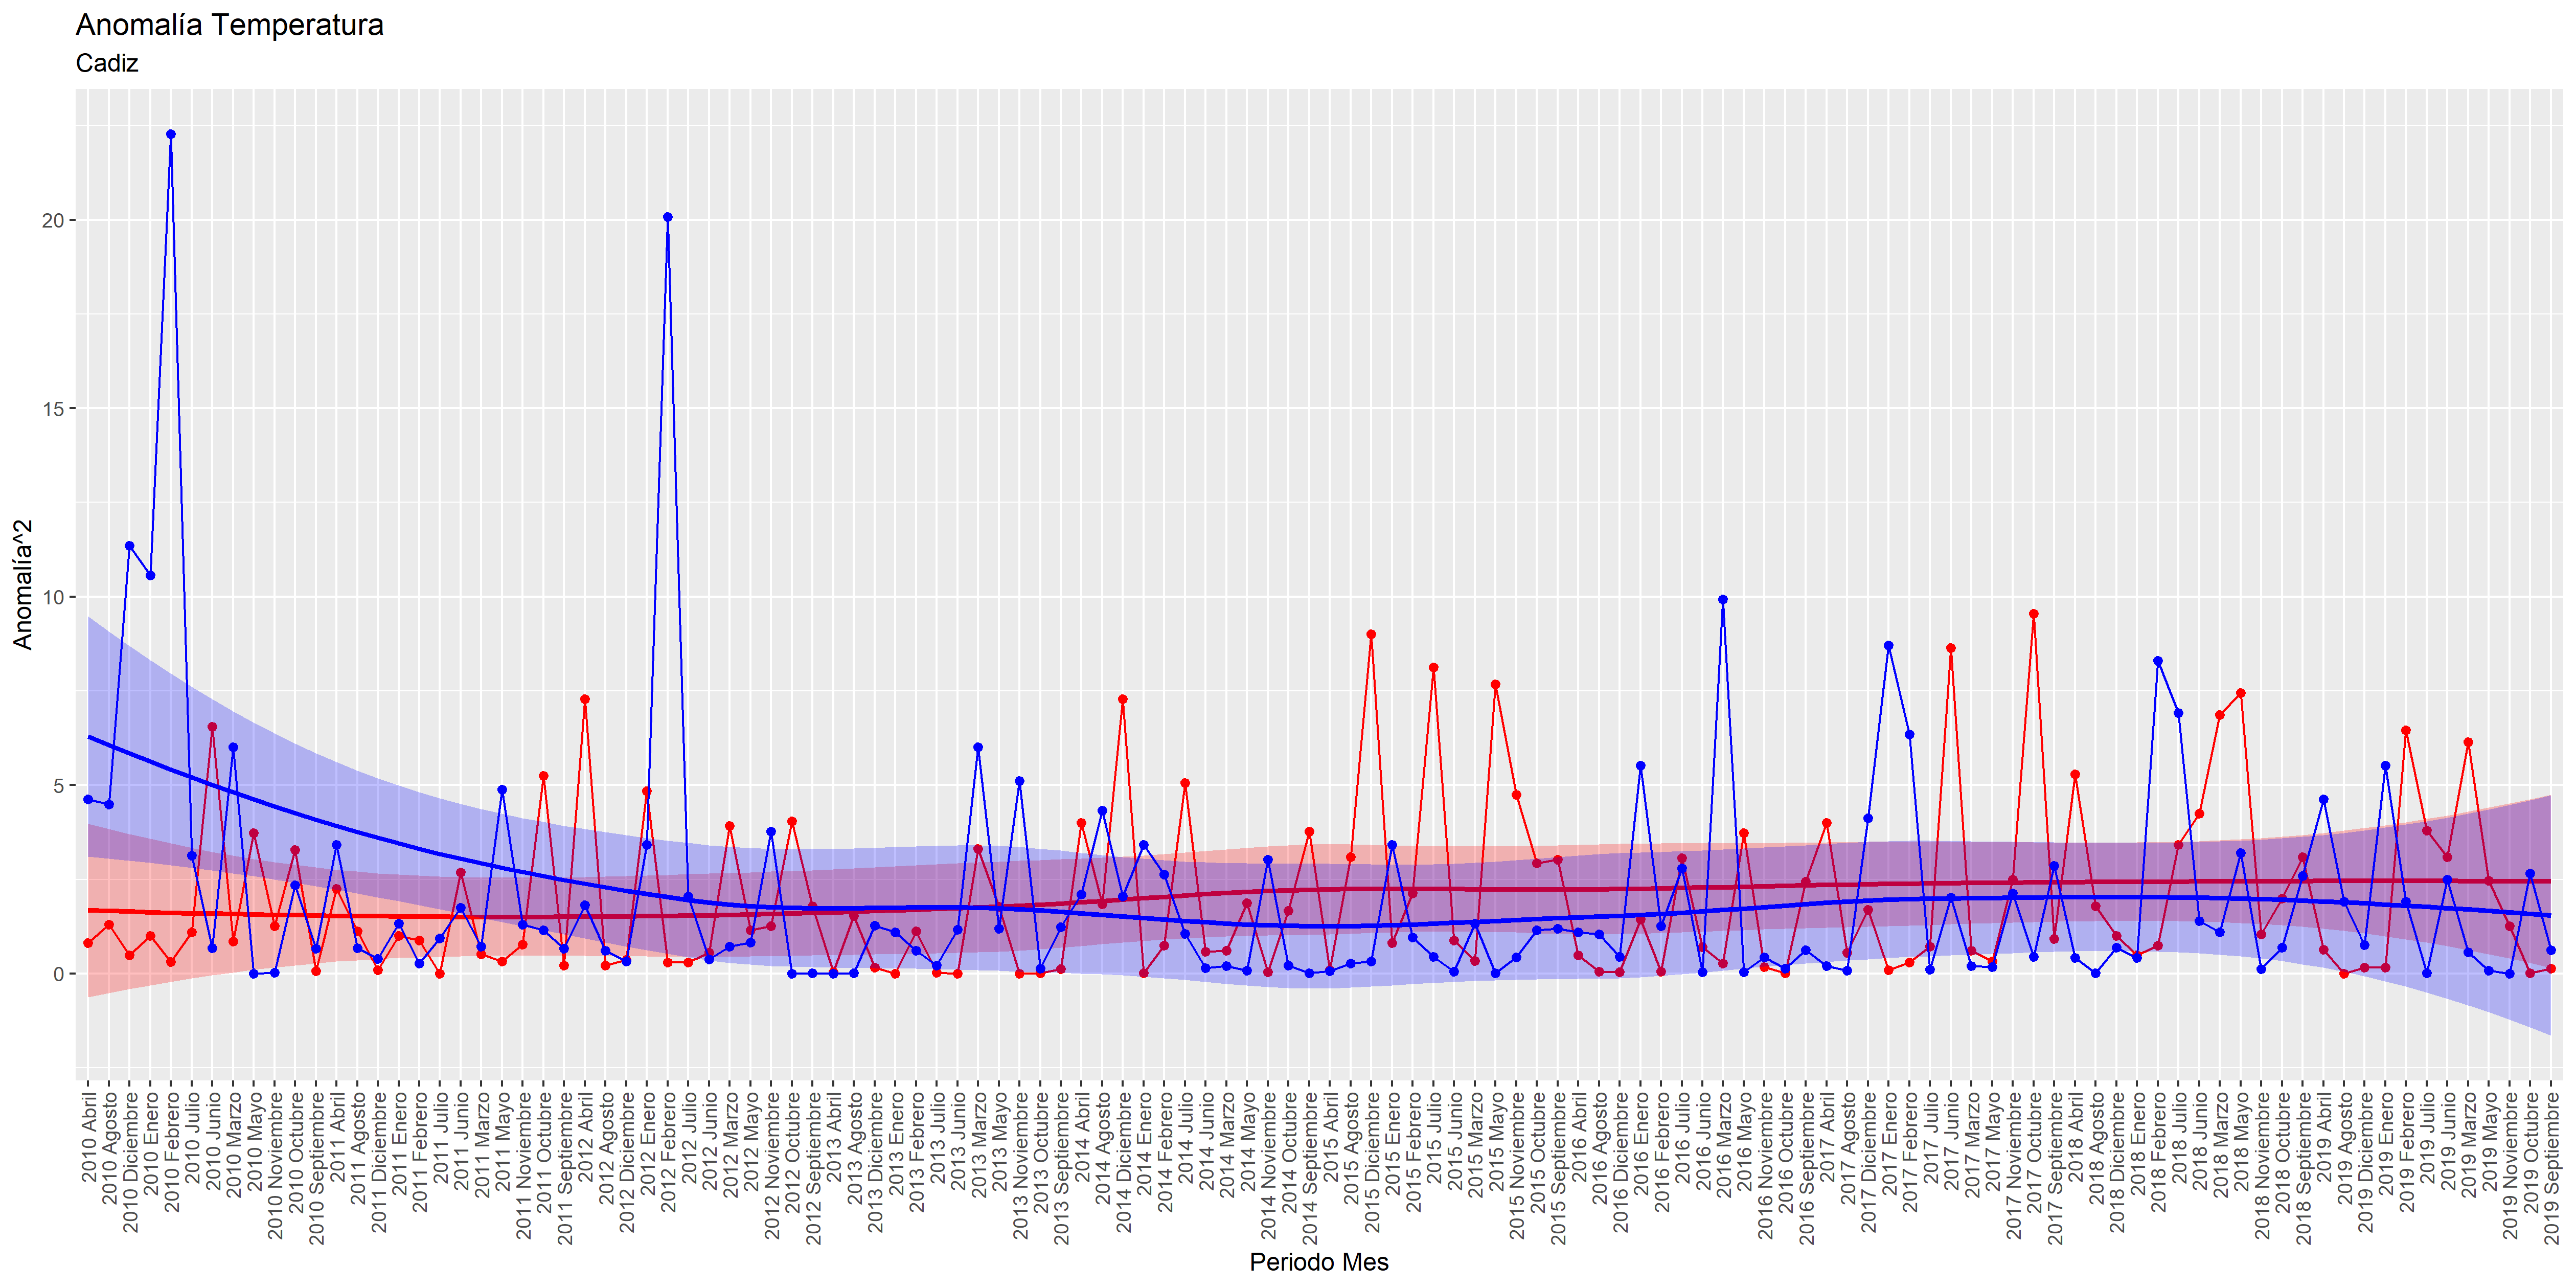 Anomalía Temperatura
Cadiz
Anomalía^2
20
15
10
5
0
2010 Abril
2010 Agosto
2010 Diciembre
2010 Enero
2010 Febrero
2010 Julio
2010 Junio
2010 Marzo
2010 Mayo
2010 Noviembre
2010 Octubre
2010 Septiembre
2011 Abril
2011 Agosto
2011 Diciembre
2011 Enero
2011 Febrero
2011 Julio
2011 Junio
2011 Marzo
2011 Mayo
2011 Noviembre
2011 Octubre
2011 Septiembre
2012 Abril
2012 Agosto
2012 Diciembre
2012 Enero
2012 Febrero
2012 Julio
2012 Junio
2012 Marzo
2012 Mayo
2012 Noviembre
2012 Octubre
2012 Septiembre
2013 Abril
2013 Agosto
2013 Diciembre
2013 Enero
2013 Febrero
2013 Julio
2013 Junio
2013 Marzo
2013 Mayo
2013 Noviembre
2013 Octubre
2013 Septiembre
2014 Abril
2014 Agosto
2014 Diciembre
2014 Enero
2014 Febrero
2014 Julio
2014 Junio
2014 Marzo
2014 Mayo
2014 Noviembre
2014 Octubre
2014 Septiembre
2015 Abril
2015 Agosto
2015 Diciembre
2015 Enero
2015 Febrero
2015 Julio
2015 Junio
2015 Marzo
2015 Mayo
2015 Noviembre
2015 Octubre
2015 Septiembre
2016 Abril
2016 Agosto
2016 Diciembre
2016 Enero
2016 Febrero
2016 Julio
2016 Junio
2016 Marzo
2016 Mayo
2016 Noviembre
2016 Octubre
2016 Septiembre
2017 Abril
2017 Agosto
2017 Diciembre
2017 Enero
2017 Febrero
2017 Julio
2017 Junio
2017 Marzo
2017 Mayo
2017 Noviembre
2017 Octubre
2017 Septiembre
2018 Abril
2018 Agosto
2018 Diciembre
2018 Enero
2018 Febrero
2018 Julio
2018 Junio
2018 Marzo
2018 Mayo
2018 Noviembre
2018 Octubre
2018 Septiembre
2019 Abril
2019 Agosto
2019 Diciembre
2019 Enero
2019 Febrero
2019 Julio
2019 Junio
2019 Marzo
2019 Mayo
2019 Noviembre
2019 Octubre
2019 Septiembre
Periodo Mes